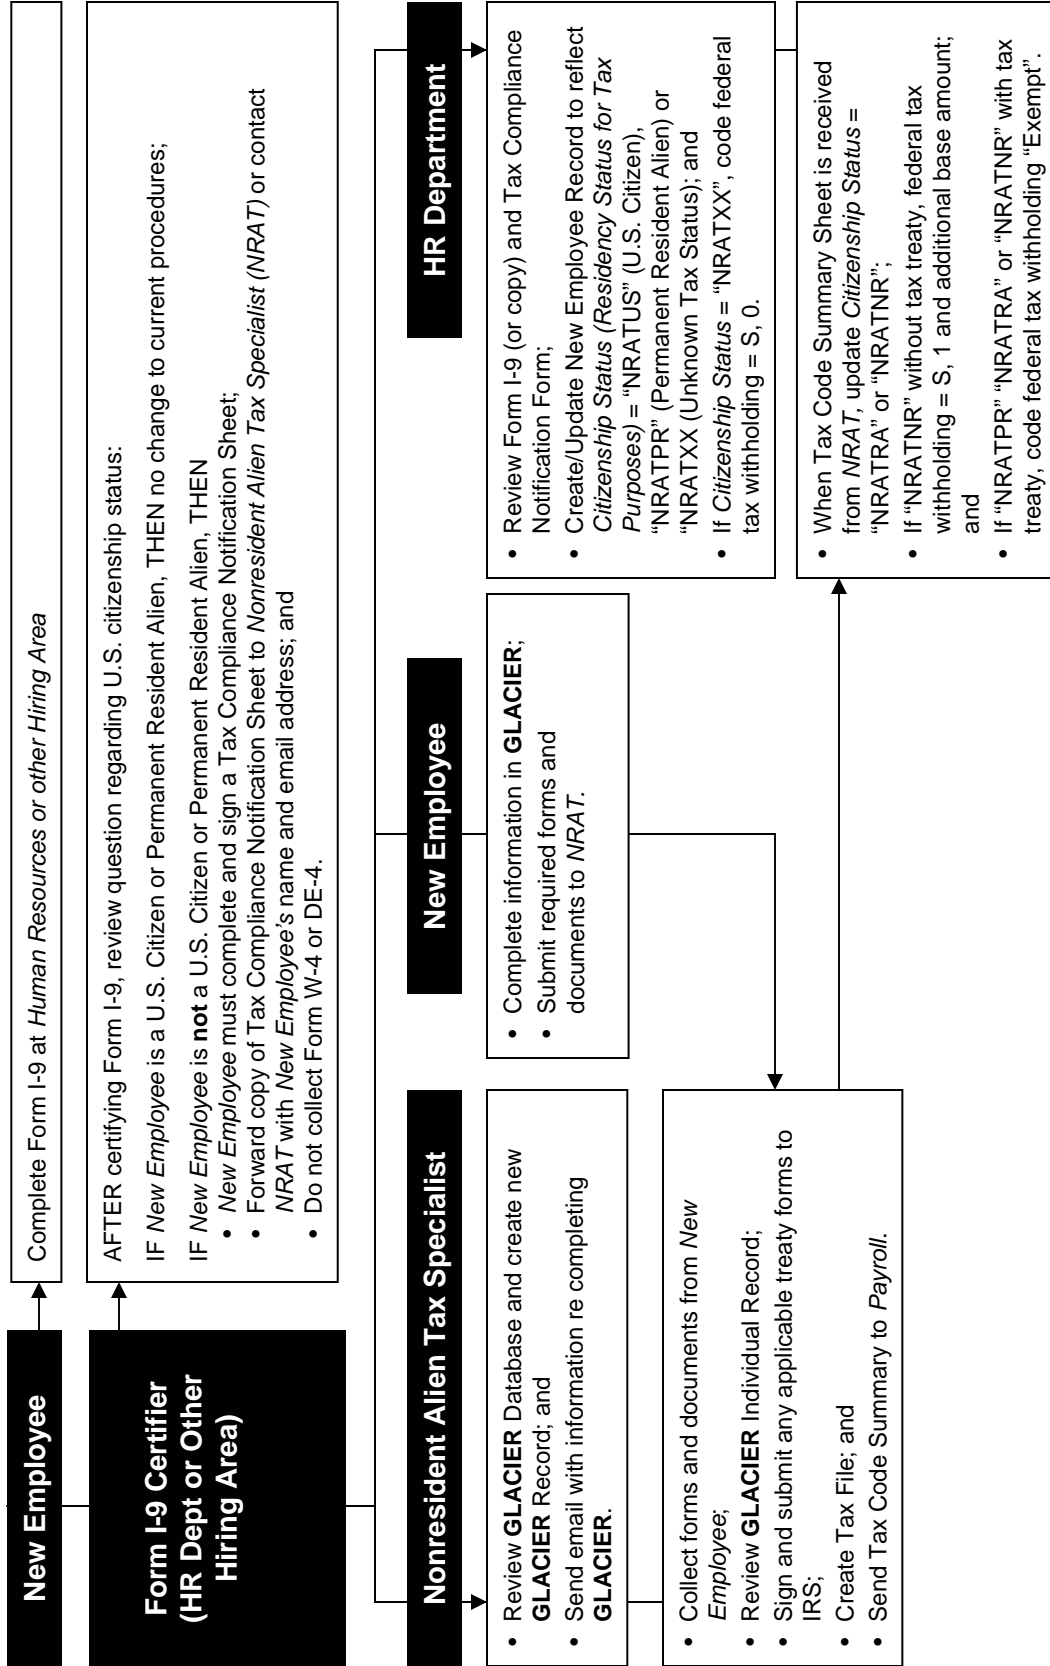 New Employee
Complete Form I-9 at Human Resources or other Hiring Area
Form I-9 Certifier
(HR Dept or Other
Hiring Area)
AFTER certifying Form I-9, review question regarding U.S. citizenship status:
IF New Employee is a U.S. Citizen or Permanent Resident Alien, THEN no change to current procedures;
IF New Employee is not a U.S. Citizen or Permanent Resident Alien, THEN
• New Employee must complete and sign a Tax Compliance Notification Sheet;
• Forward copy of Tax Compliance Notification Sheet to Nonresident Alien Tax Specialist (NRAT) or contact
NRAT with New Employee's name and email address; and
• Do not collect Form W-4 or DE-4.
Nonresident Alien Tax Specialist
• Review GLACIER Database and create new
GLACIER Record; and
• Send email with information re completing
GLACIER.
• Collect forms and documents from New
Employee;
• Review GLACIER Individual Record;
• Sign and submit any applicable treaty forms to
IRS;
• Create Tax File; and
• Send Tax Code Summary to Payroll.
New Employee
• Complete information in GLACIER;
• Submit required forms and
documents to NRAT.
HR Department
• Review Form I-9 (or copy) and Tax Compliance
Notification Form;
• Create/Update New Employee Record to reflect
Citizenship Status (Residency Status for Tax
Purposes) = “NRATUS” (U.S. Citizen),
“NRATPR” (Permanent Resident Alien) or
“NRATXX (Unknown Tax Status); and
• If Citizenship Status = “NRATXX”, code federal
tax withholding = S, 0.
• When Tax Code Summary Sheet is received
from NRAT, update Citizenship Status =
“NRATRA” or “NRATNR”;
• If “NRATNR” without tax treaty, federal tax
withholding = S, 1 and additional base amount;
and
• If “NRATPR” “NRATRA” or “NRATNR” with tax
treaty, code federal tax withholding “Exempt”.